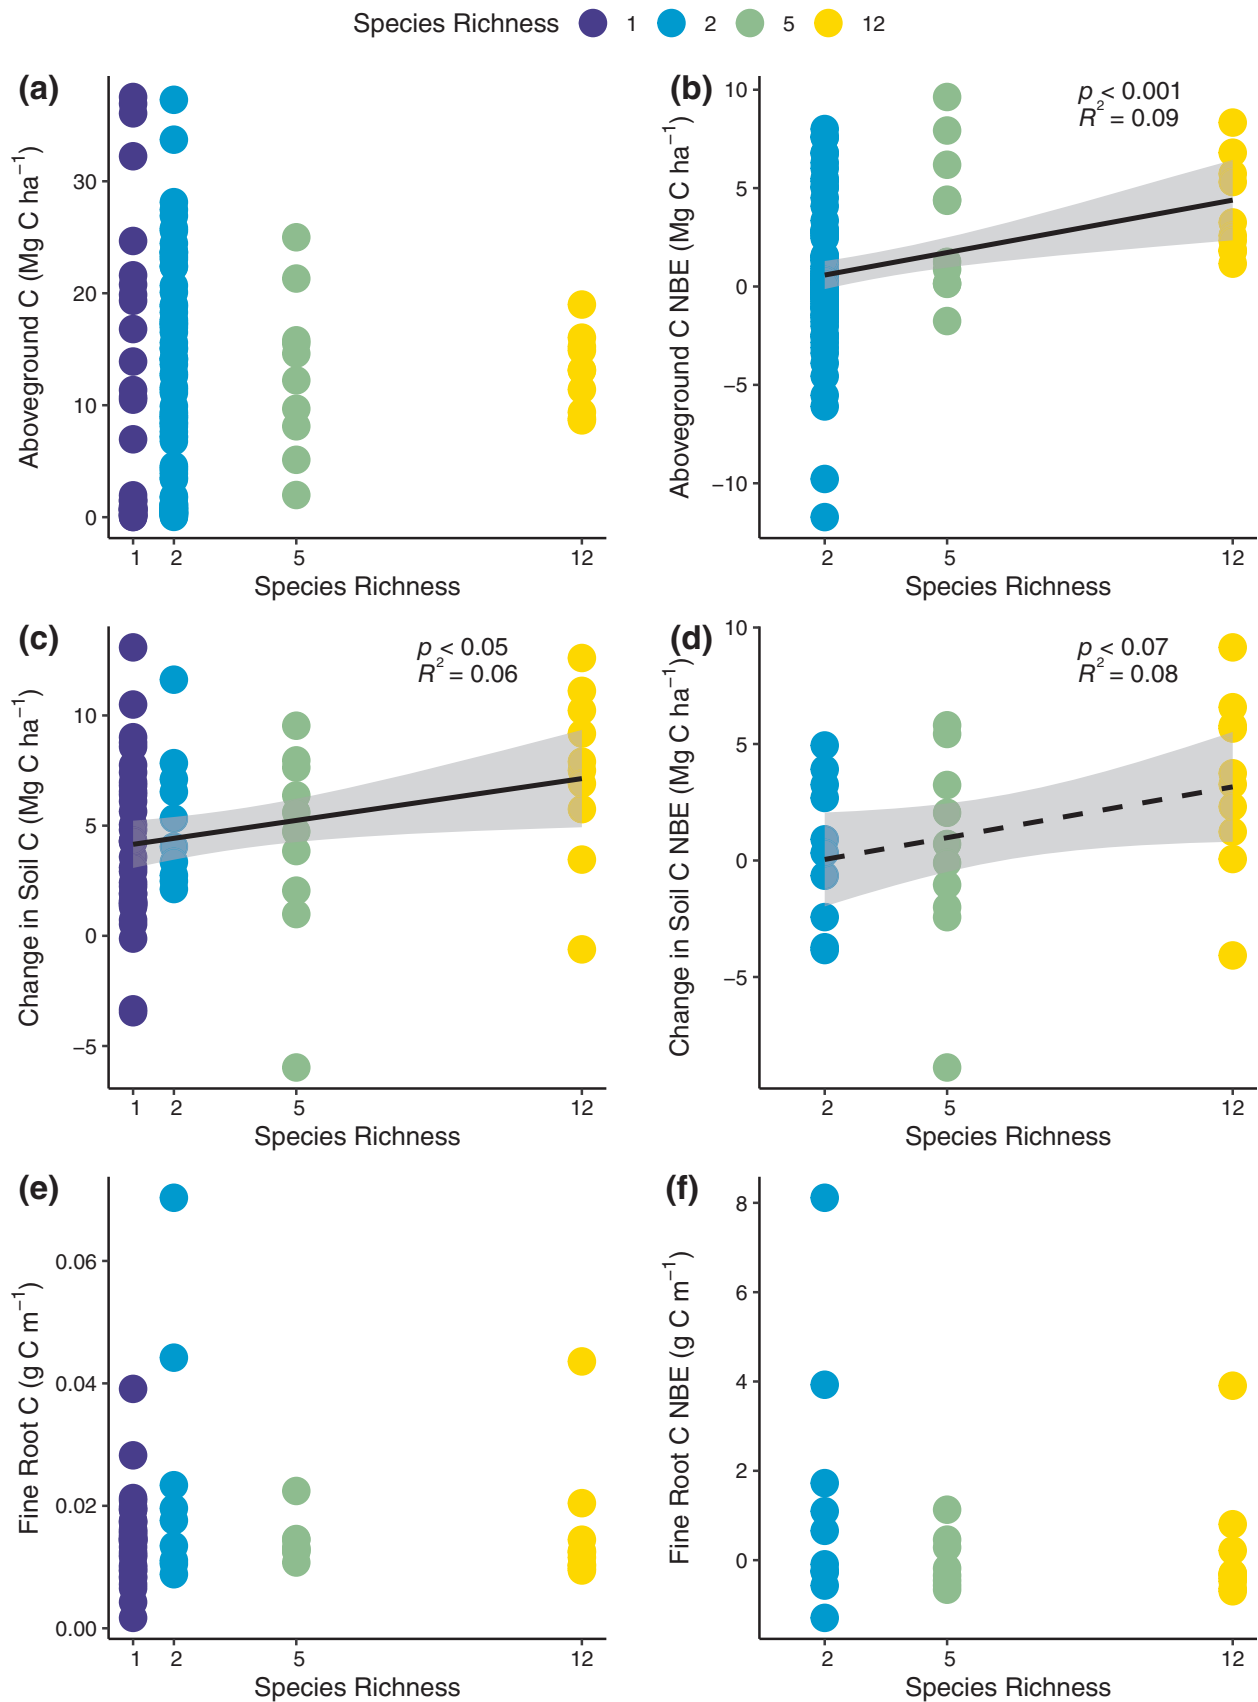 Species Richness 1 2 5 12
(a)
Aboveground C (Mg C ha⁻¹)
30
20
10
0
1 2 5 12
Species Richness
(b)
p < 0.001
R² = 0.09
Aboveground C NBE (Mg C ha⁻¹)
10
5
0
−5
−10
2 5 12
Species Richness
(c)
p < 0.05
R² = 0.06
Change in Soil C (Mg C ha⁻¹)
10
5
0
−5
1 2 5 12
Species Richness
(d)
p < 0.07
R² = 0.08
Change in Soil C NBE (Mg C ha⁻¹)
10
5
0
−5
2 5 12
Species Richness
(e)
Fine Root C (g C m⁻¹)
0.06
0.04
0.02
0.00
1 2 5 12
Species Richness
(f)
Fine Root C NBE (g C m⁻¹)
8
6
4
2
0
2 5 12
Species Richness